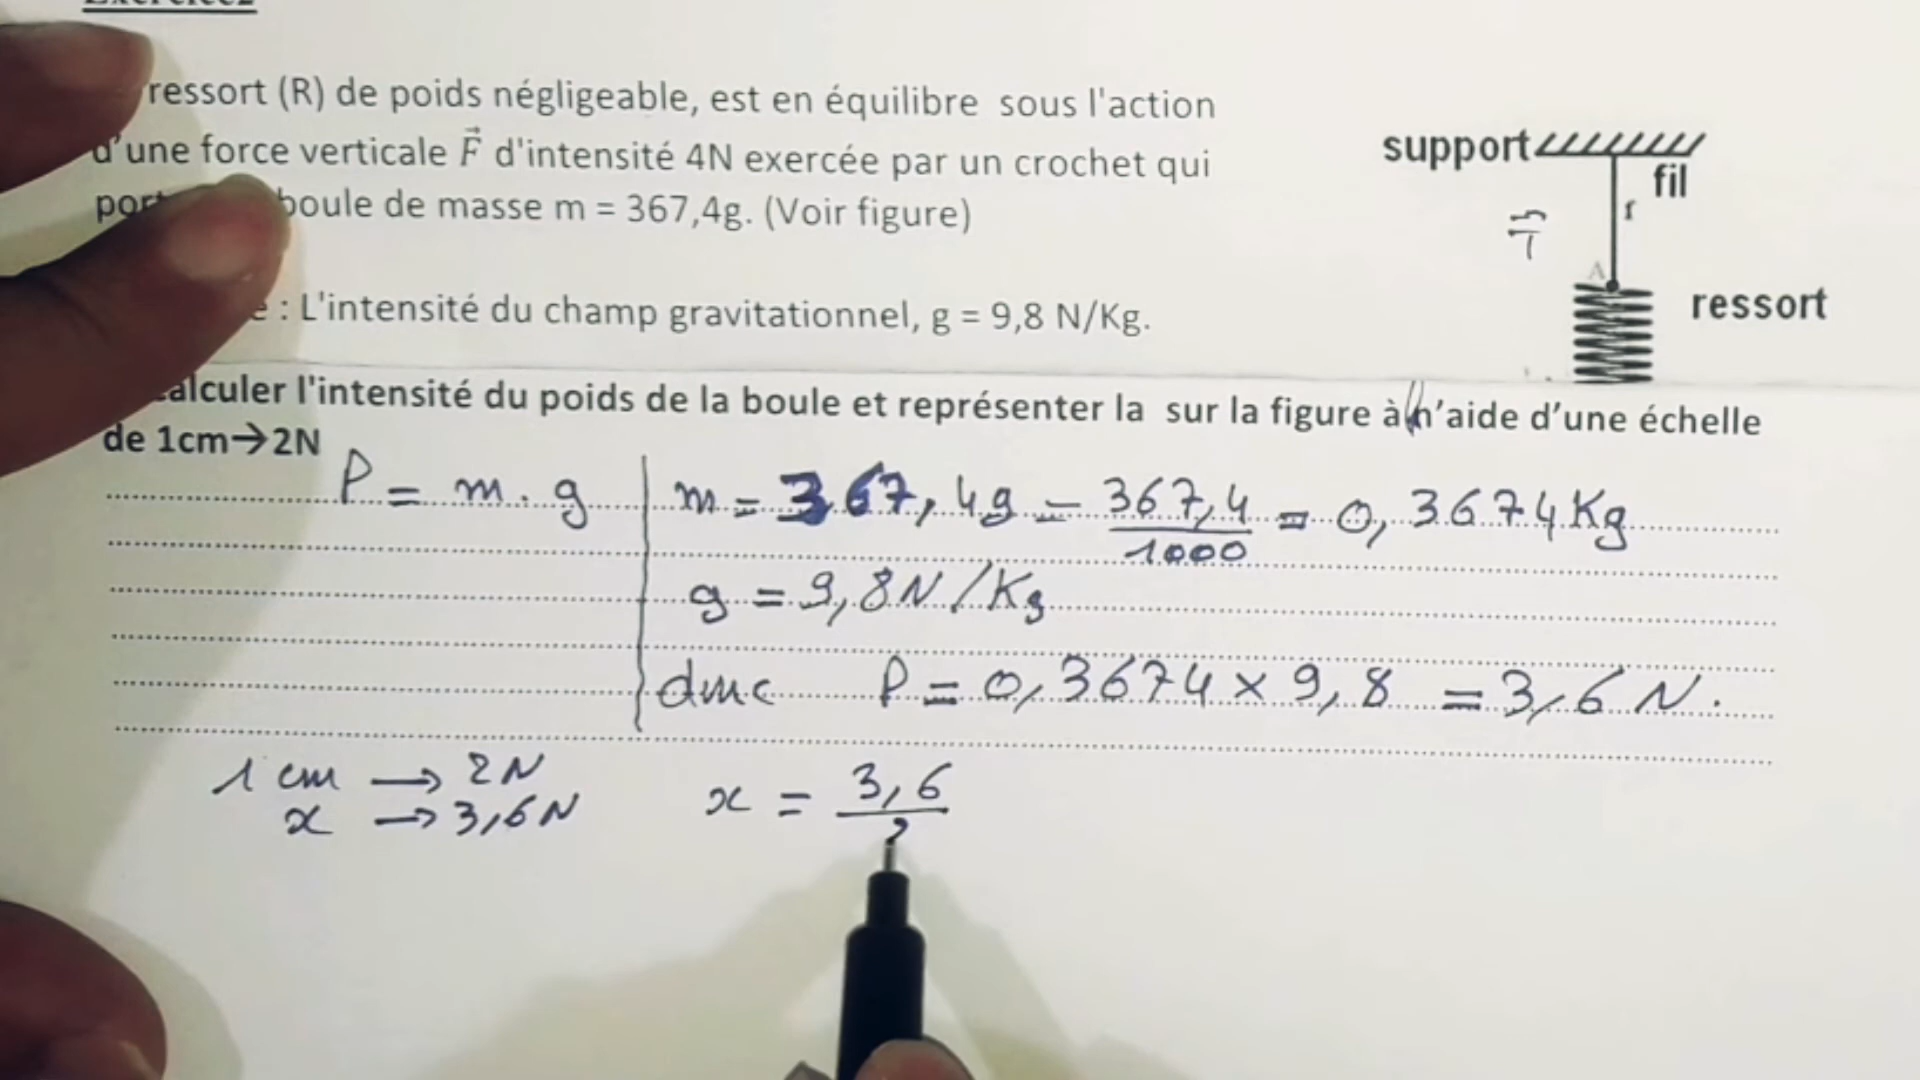 ressort (R) de poids négligeable, est en équilibre sous l'action
d'une force verticale F⃗ d'intensité 4N exercée par un crochet qui
boule de masse m = 367,4g. (Voir figure)
: L'intensité du champ gravitationnel, g = 9,8 N/Kg.
support
fil
f
T⃗
A
ressort
alculer l'intensité du poids de la boule et représenter la sur la figure à n'aide d'une échelle
de 1cm→2N
P = m . g
m = 367,4g = 367,4/1000 = 0,3674Kg
g = 9,8N/Kg
donc P = 0,3674 × 9,8 = 3,6 N.
1 cm → 2N
x → 3,6N
x = 3,6